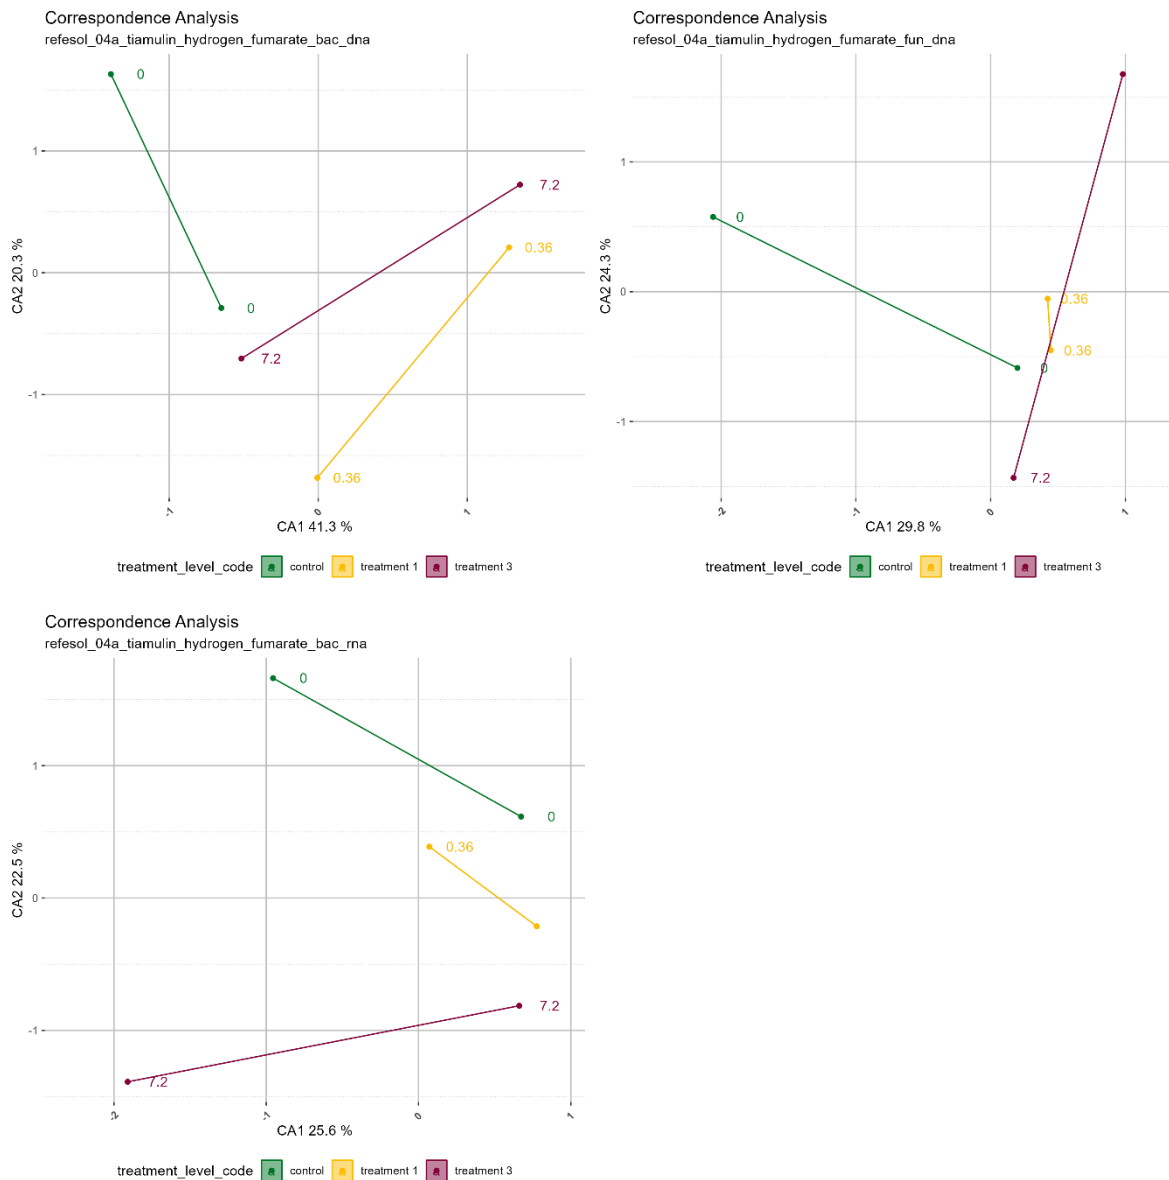 Correspondence Analysis
refesol_04a_tiamulin_hydrogen_fumarate_bac_dna
0
1
7.2
0.36
CA2 20.3 %
0
0
7.2
-1
0.36
-1
0
1
CA1 41.3 %
treatment_level_code control treatment 1 treatment 3
Correspondence Analysis
refesol_04a_tiamulin_hydrogen_fumarate_fun_dna
1
0
CA2 24.3 %
0
0.36
0.36
0
-1
7.2
-2
-1
0
1
CA1 29.8 %
treatment_level_code control treatment 1 treatment 3
Correspondence Analysis
refesol_04a_tiamulin_hydrogen_fumarate_bac_rna
0
1
0
0.36
CA2 22.5 %
0
-1
7.2
7.2
-2
-1
0
1
CA1 25.6 %
treatment_level_code control treatment 1 treatment 3